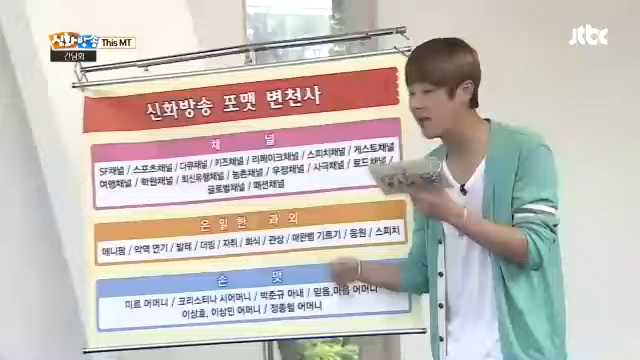 신화방송 This MT
간담회
jtbc
신화방송 포맷 변천사
채 널
SF채널 / 스포츠채널 / 다큐채널 / 키즈채널 / 리메이크채널 / 스피치채널 / 게스트채널
여행채널 / 학원채널 / 최신유행채널 / 농촌채널 / 우정채널 / 사극채널 / 로드채널 /
글로벌채널 / 패션채널
은 밀 한 과 외
애니팡 / 악역 연기 / 발레 / 더빙 / 자취 / 회식 / 관상 / 애완뱀 기르기 / 응원 / 스피치
손 맛
미르 어머니 / 크리스티나 시어머니 / 박준규 아내 / 믿음,마음 어머니
이상호, 이상민 어머니 / 정종철 어머니